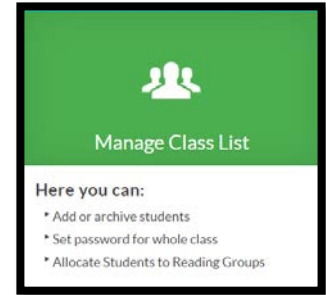 Manage Class List
Here you can:
* Add or archive students
* Set password for whole class
* Allocate Students to Reading Groups